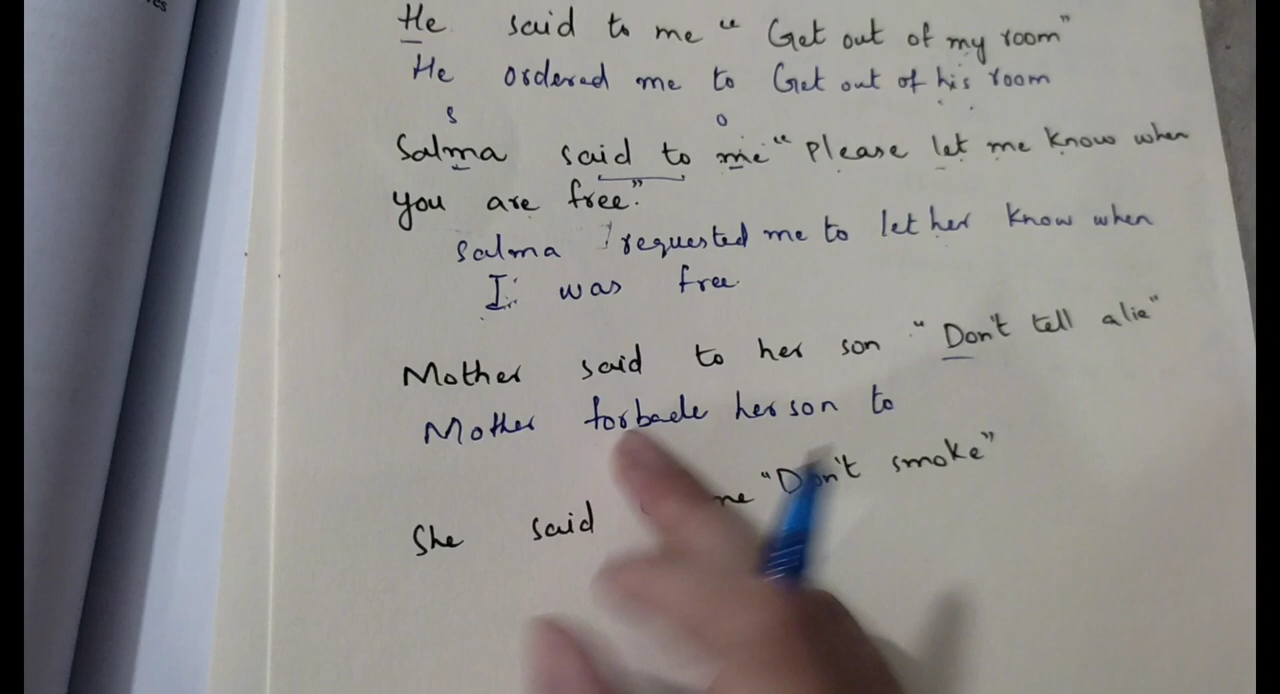 He said to me “ Get out of my room”
He ordered me to Get out of his room
S O
Salma said to me “ Please let me know when
you are free.”
Salma requested me to let her know when
I was free.
Mother said to her son “ Don't tell a lie”
Mother forbade her son to
She said me “Don't smoke”